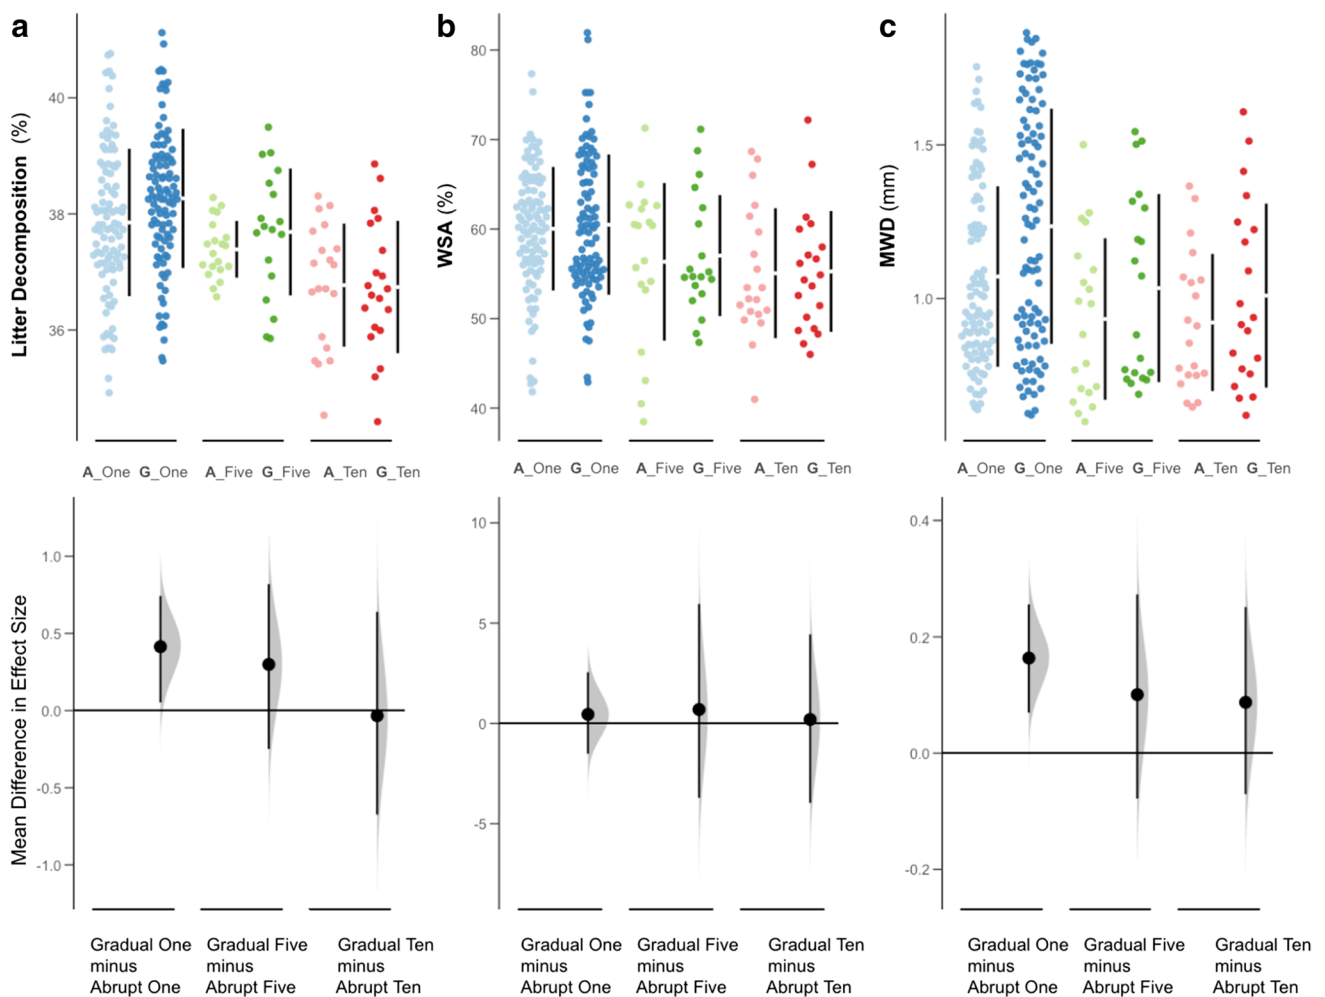 a
b
c
Litter Decomposition (%)
40
38
36
A_One G_One A_Five G_Five A_Ten G_Ten
WSA (%)
80
70
60
50
40
A_One G_One A_Five G_Five A_Ten G_Ten
MWD (mm)
1.5
1.0
A_One G_One A_Five G_Five A_Ten G_Ten
Mean Difference in Effect Size
1.0
0.5
0.0
-0.5
-1.0
Gradual One
minus
Abrupt One
Gradual Five
minus
Abrupt Five
Gradual Ten
minus
Abrupt Ten
10
5
0
-5
Gradual One
minus
Abrupt One
Gradual Five
minus
Abrupt Five
Gradual Ten
minus
Abrupt Ten
0.4
0.2
0.0
-0.2
Gradual One
minus
Abrupt One
Gradual Five
minus
Abrupt Five
Gradual Ten
minus
Abrupt Ten